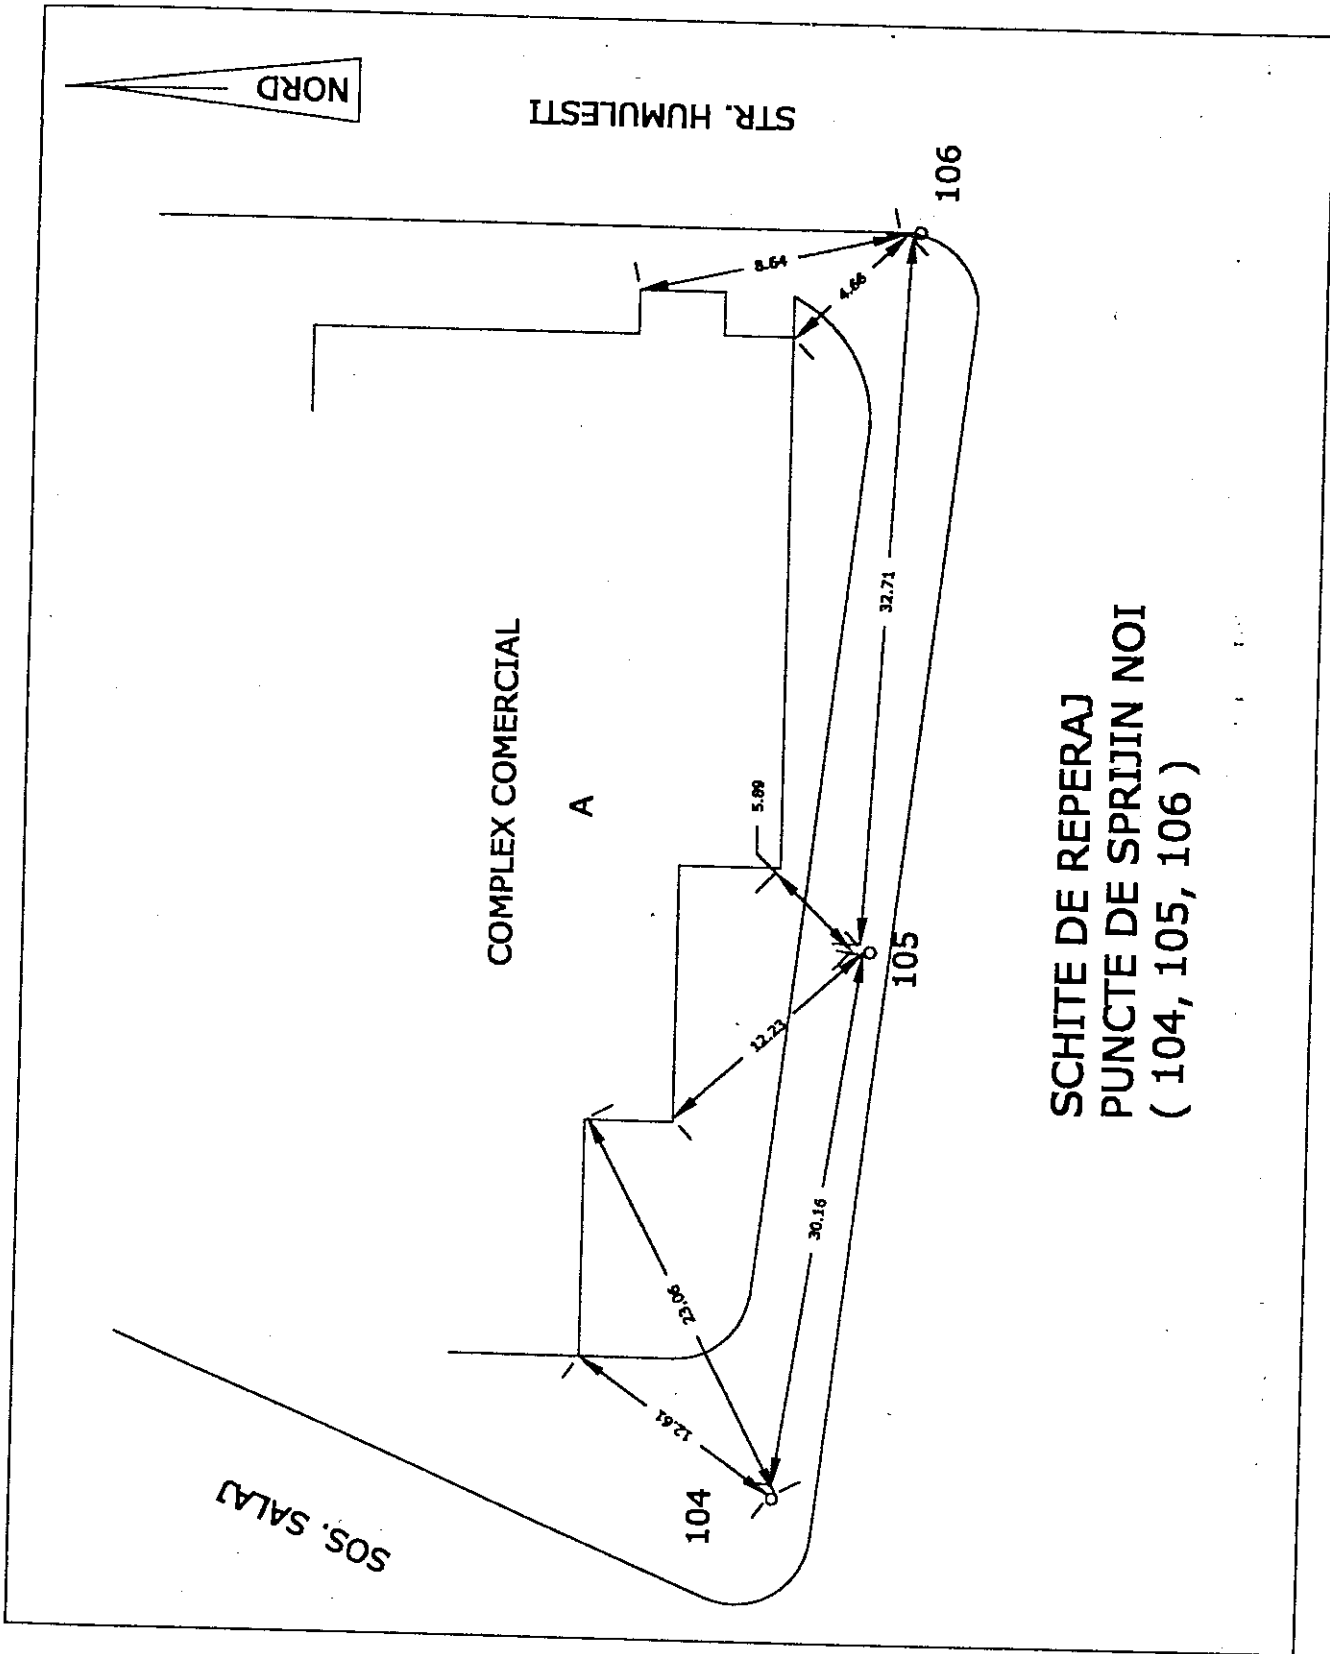 NORD
STR. HUMULESTI
106
8.64
4.66
32.71
COMPLEX COMERCIAL
A
5.89
105
12.23
30.16
23.06
12.61
104
SOS. SALAJ
SCHITE DE REPERAJ
PUNCTE DE SPRIJIN NOI
( 104, 105, 106 )